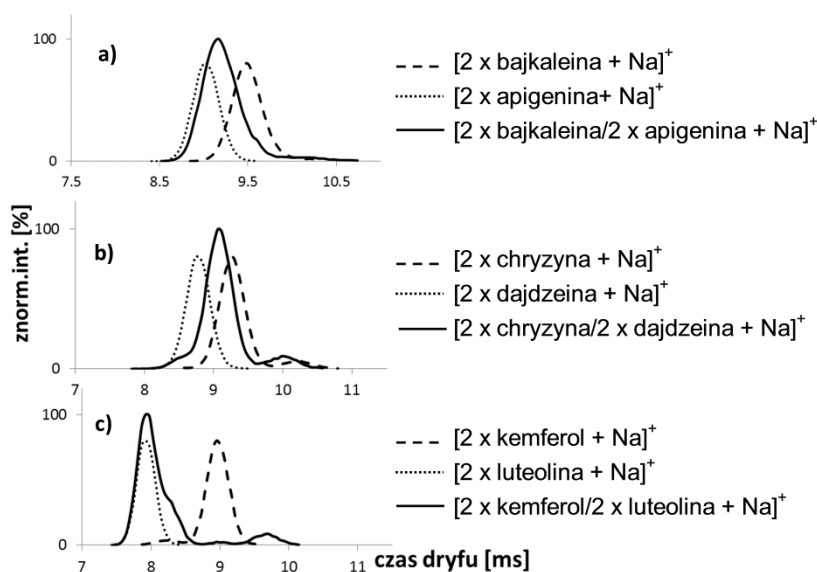 znorm.int. [%]
a)
100
0
7.5 8.5 9.5 10.5
[2 x bajkaleina + Na]⁺
[2 x apigenina+ Na]⁺
[2 x bajkaleina/2 x apigenina + Na]⁺
b)
100
0
7 8 9 10 11
[2 x chryzyna + Na]⁺
[2 x dajdzeina + Na]⁺
[2 x chryzyna/2 x dajdzeina + Na]⁺
c)
100
0
7 8 9 10 11
[2 x kemferol + Na]⁺
[2 x luteolina + Na]⁺
[2 x kemferol/2 x luteolina + Na]⁺
czas dryfu [ms]